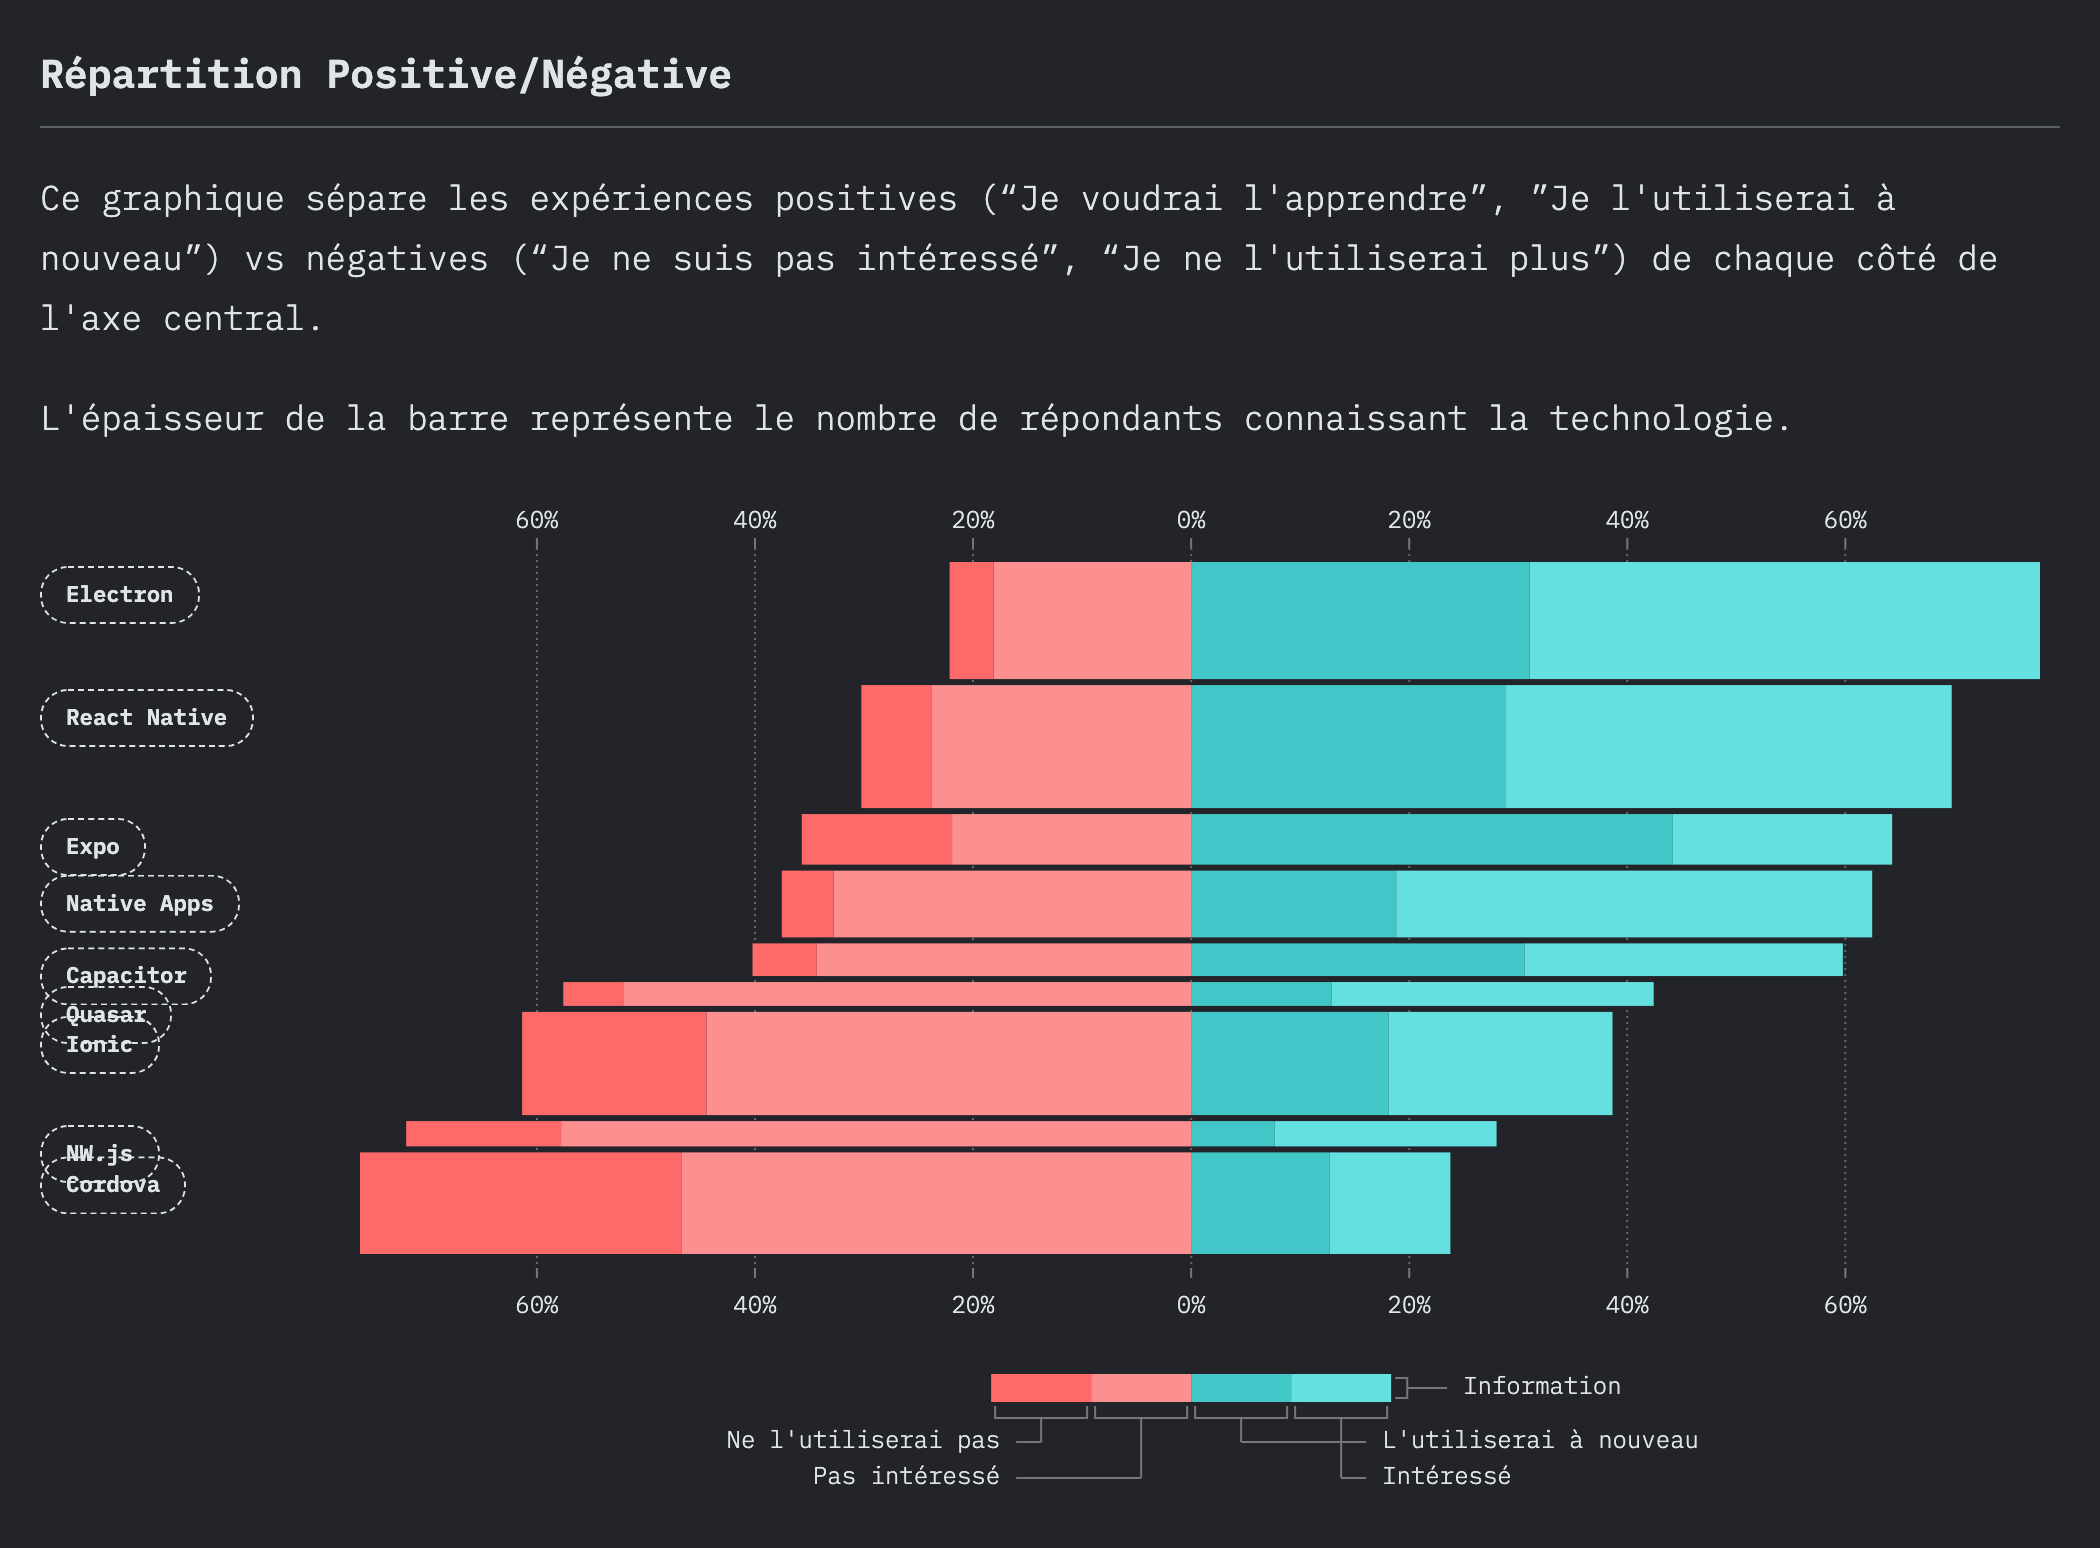 Répartition Positive/Négative
Ce graphique sépare les expériences positives (“Je voudrai l'apprendre”, ”Je l'utiliserai à
nouveau”) vs négatives (“Je ne suis pas intéressé”, “Je ne l'utiliserai plus”) de chaque côté de
l'axe central.
L'épaisseur de la barre représente le nombre de répondants connaissant la technologie.
60% 40% 20% 0% 20% 40% 60%
Electron
React Native
Expo
Native Apps
Capacitor
Quasar
Ionic
NW.js
Cordova
60% 40% 20% 0% 20% 40% 60%
Information
Ne l'utiliserai pas L'utiliserai à nouveau
Pas intéressé Intéressé